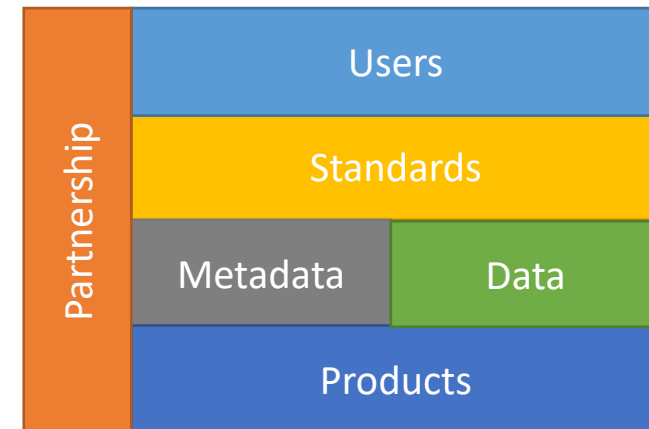 Partnership
Users
Standards
Metadata
Data
Products